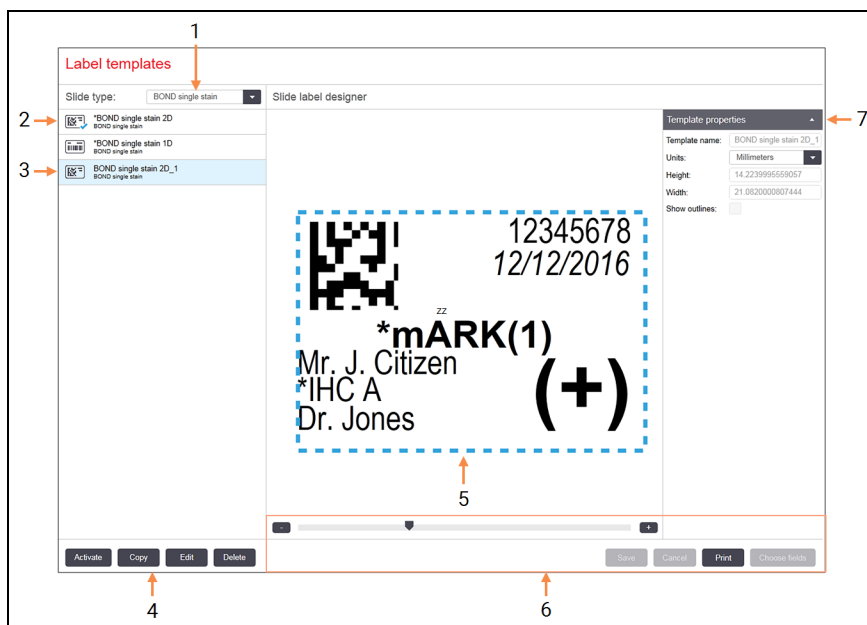 1
Label templates
Slide type: BOND single stain
Slide label designer
2
*BOND single stain 2D
BOND single stain
*BOND single stain 1D
BOND single stain
3
BOND single stain 2D_1
BOND single stain
Template properties
7
Template name: BOND single stain 2D_1
Units: Millimeters
Height: 14.2239995559057
Width: 21.0820000807444
Show outlines:
12345678
12/12/2016
zz
*mARK(1)
Mr. J. Citizen
*IHC A
Dr. Jones
(+)
5
- +
Activate Copy Edit Delete
Save Cancel Print Choose fields
4
6